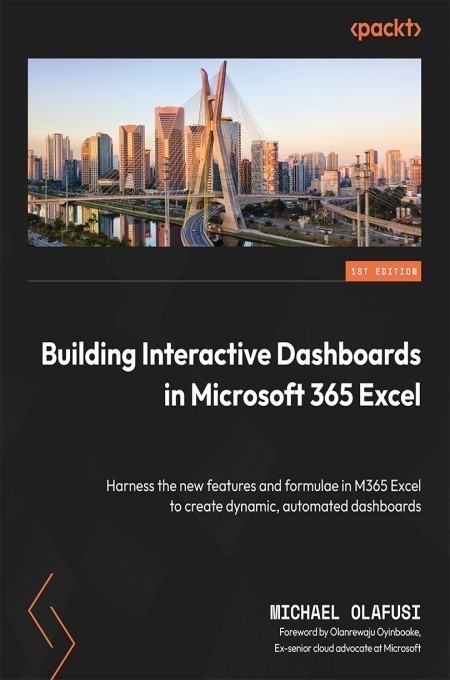 <packt>
1ST EDITION
Building Interactive Dashboards
in Microsoft 365 Excel
Harness the new features and formulae in M365 Excel
to create dynamic, automated dashboards
MICHAEL OLAFUSI
Foreword by Olanrewaju Oyinbooke,
Ex-senior cloud advocate at Microsoft